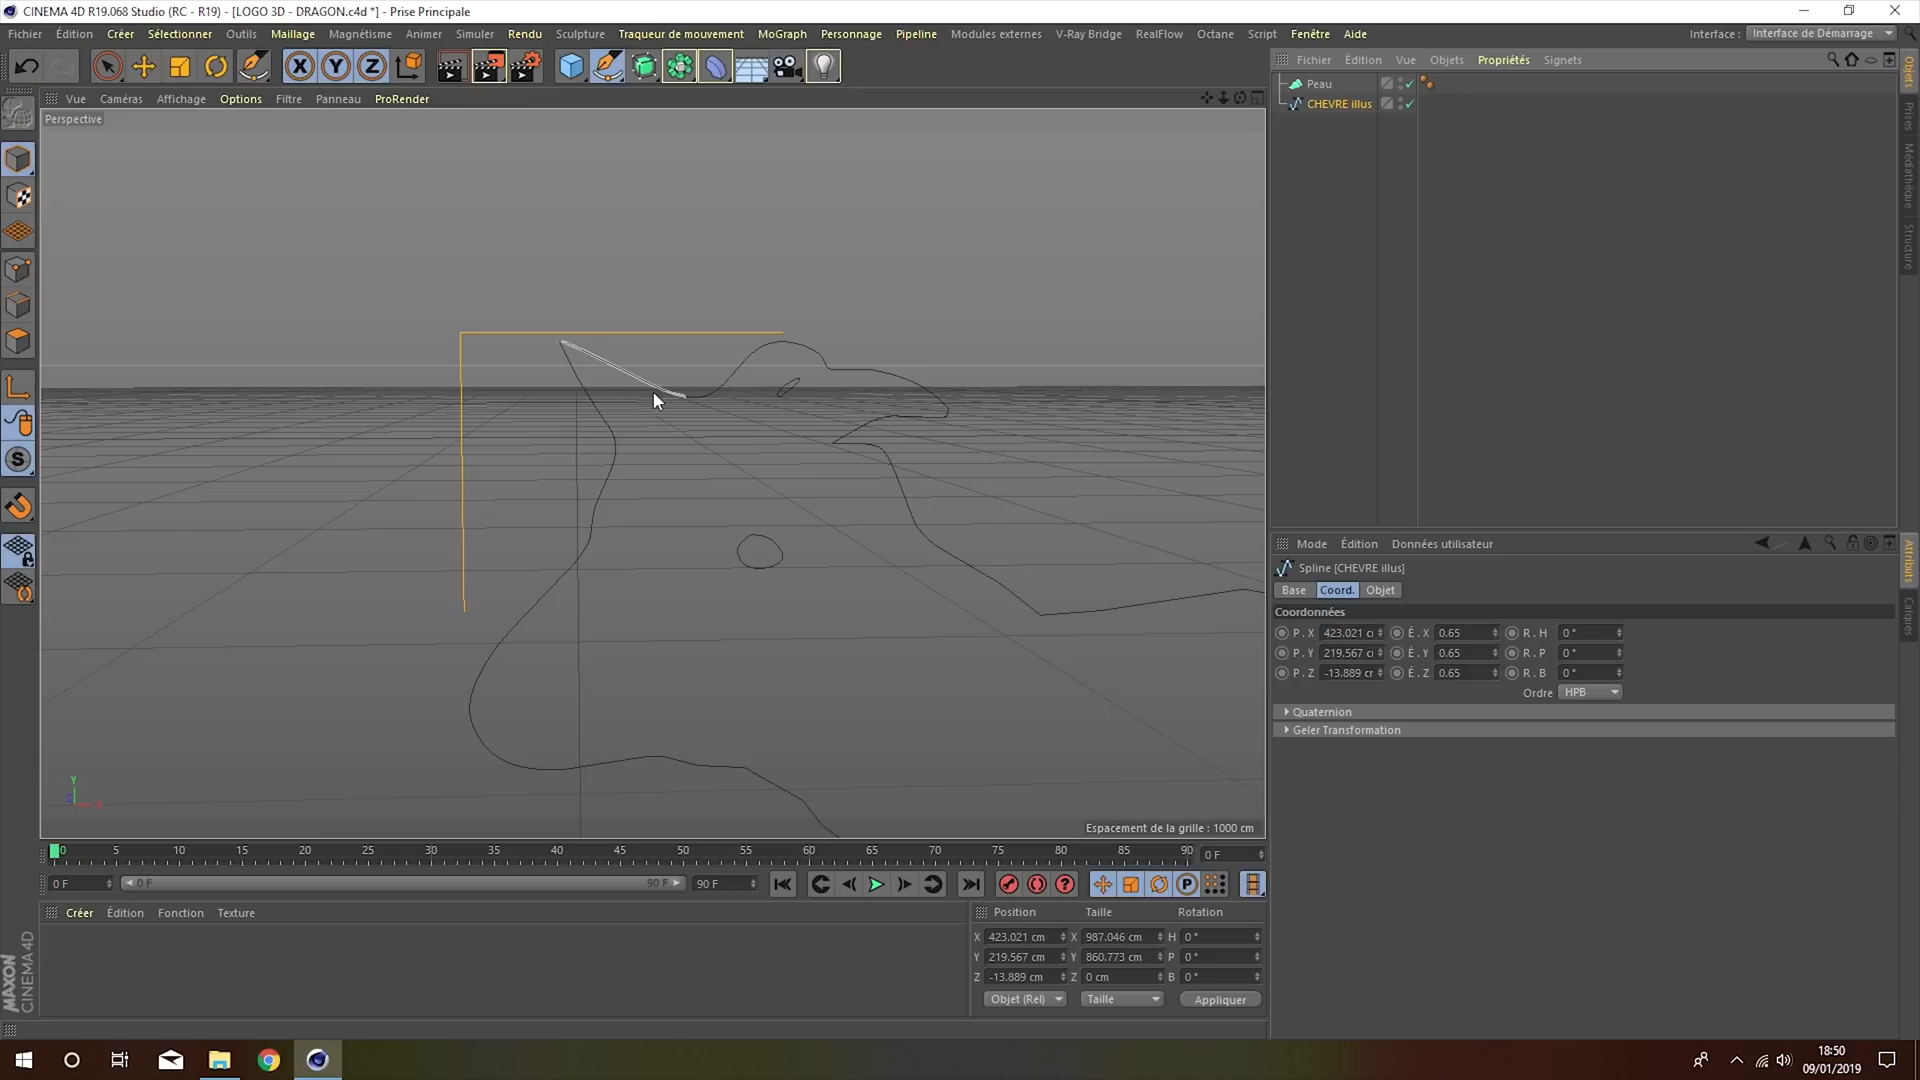 CINEMA 4D R19.068 Studio (RC - R19) - [LOGO 3D - DRAGON.c4d *] - Prise Principale
Fichier Édition Créer Sélectionner Outils Maillage Magnétisme Animer Simuler Rendu Sculpture Traqueur de mouvement MoGraph Personnage Pipeline Modules externes V-Ray Bridge RealFlow Octane Script Fenêtre Aide Interface : Interface de Démarrage
Fichier Édition Vue Objets Propriétés Signets
Vue Caméras Affichage Options Filtre Panneau ProRender
Perspective
Peau
CHEVRE illus
Objets
Prises
Médiathèque
Structure
Mode Édition Données utilisateur
Spline [CHEVRE illus]
Base Coord. Objet
Coordonnées
P . X 423.021 É . X 0.65 R . H 0 °
P . Y 219.567 É . Y 0.65 R . P 0 °
P . Z -13.889 É . Z 0.65 R . B 0 °
Ordre HPB
Quaternion
Geler Transformation
Attributs
Calques
Y
Z X
Espacement de la grille : 1000 cm
0 5 10 15 20 25 30 35 40 45 50 55 60 65 70 75 80 85 90 0 F
0 F 0 F 90 F 90 F
Créer Édition Fonction Texture
Position Taille Rotation
X 423.021 cm X 987.046 cm H 0 °
Y 219.567 cm Y 860.773 cm P 0 °
Z -13.889 cm Z 0 cm B 0 °
Objet (Rel) Taille Appliquer
MAXON
CINEMA 4D
18:50
09/01/2019